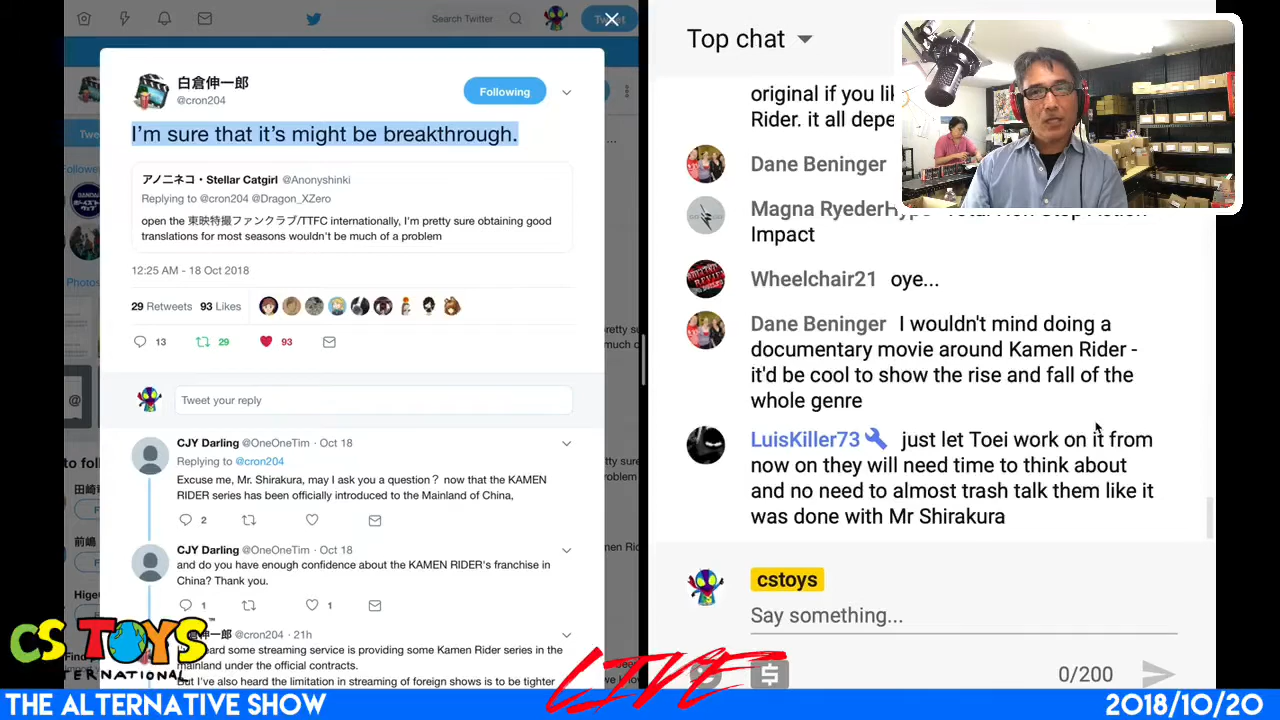 Search Twitter
Tweet
白倉伸一郎
@cron204
Following
I'm sure that it's might be breakthrough.
アノニネコ・Stellar Catgirl @Anonyshinki
Replying to @cron204 @Dragon_XZero
open the 東映特撮ファンクラブ/TTFC internationally, I'm pretty sure obtaining good
translations for most seasons wouldn't be much of a problem
12:25 AM - 18 Oct 2018
29 Retweets 93 Likes
13 29 93
Tweet your reply
CJY Darling @OneOneTim · Oct 18
Replying to @cron204
Excuse me, Mr. Shirakura, may I ask you a question？ now that the KAMEN
RIDER series has been officially introduced to the Mainland of China,
2
CJY Darling @OneOneTim · Oct 18
and do you have enough confidence about the KAMEN RIDER's franchise in
China? Thank you.
1 1
伸一郎 @cron204 · 21h
heard some streaming service is providing some Kamen Rider series in the
mainland under the official contracts.
But I've also heard the limitation in streaming of foreign shows is to be tighter
Photos
前嶋
Top chat
original if you
Rider. it all
Dane Beninger
Magna
Impact
Wheelchair21 oye...
Dane Beninger I wouldn't mind doing a
documentary movie around Kamen Rider -
it'd be cool to show the rise and fall of the
whole genre
LuisKiller73 just let Toei work on it from
now on they will need time to think about
and no need to almost trash talk them like it
was done with Mr Shirakura
cstoys
Say something...
0/200
CS TOYS
INTERNATIONAL
LIVE
THE ALTERNATIVE SHOW
2018/10/20